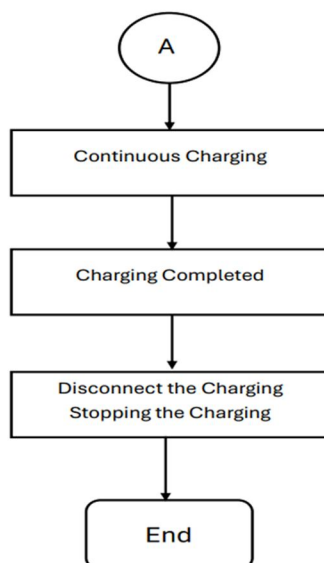 A
Continuous Charging
Charging Completed
Disconnect the Charging
Stopping the Charging
End